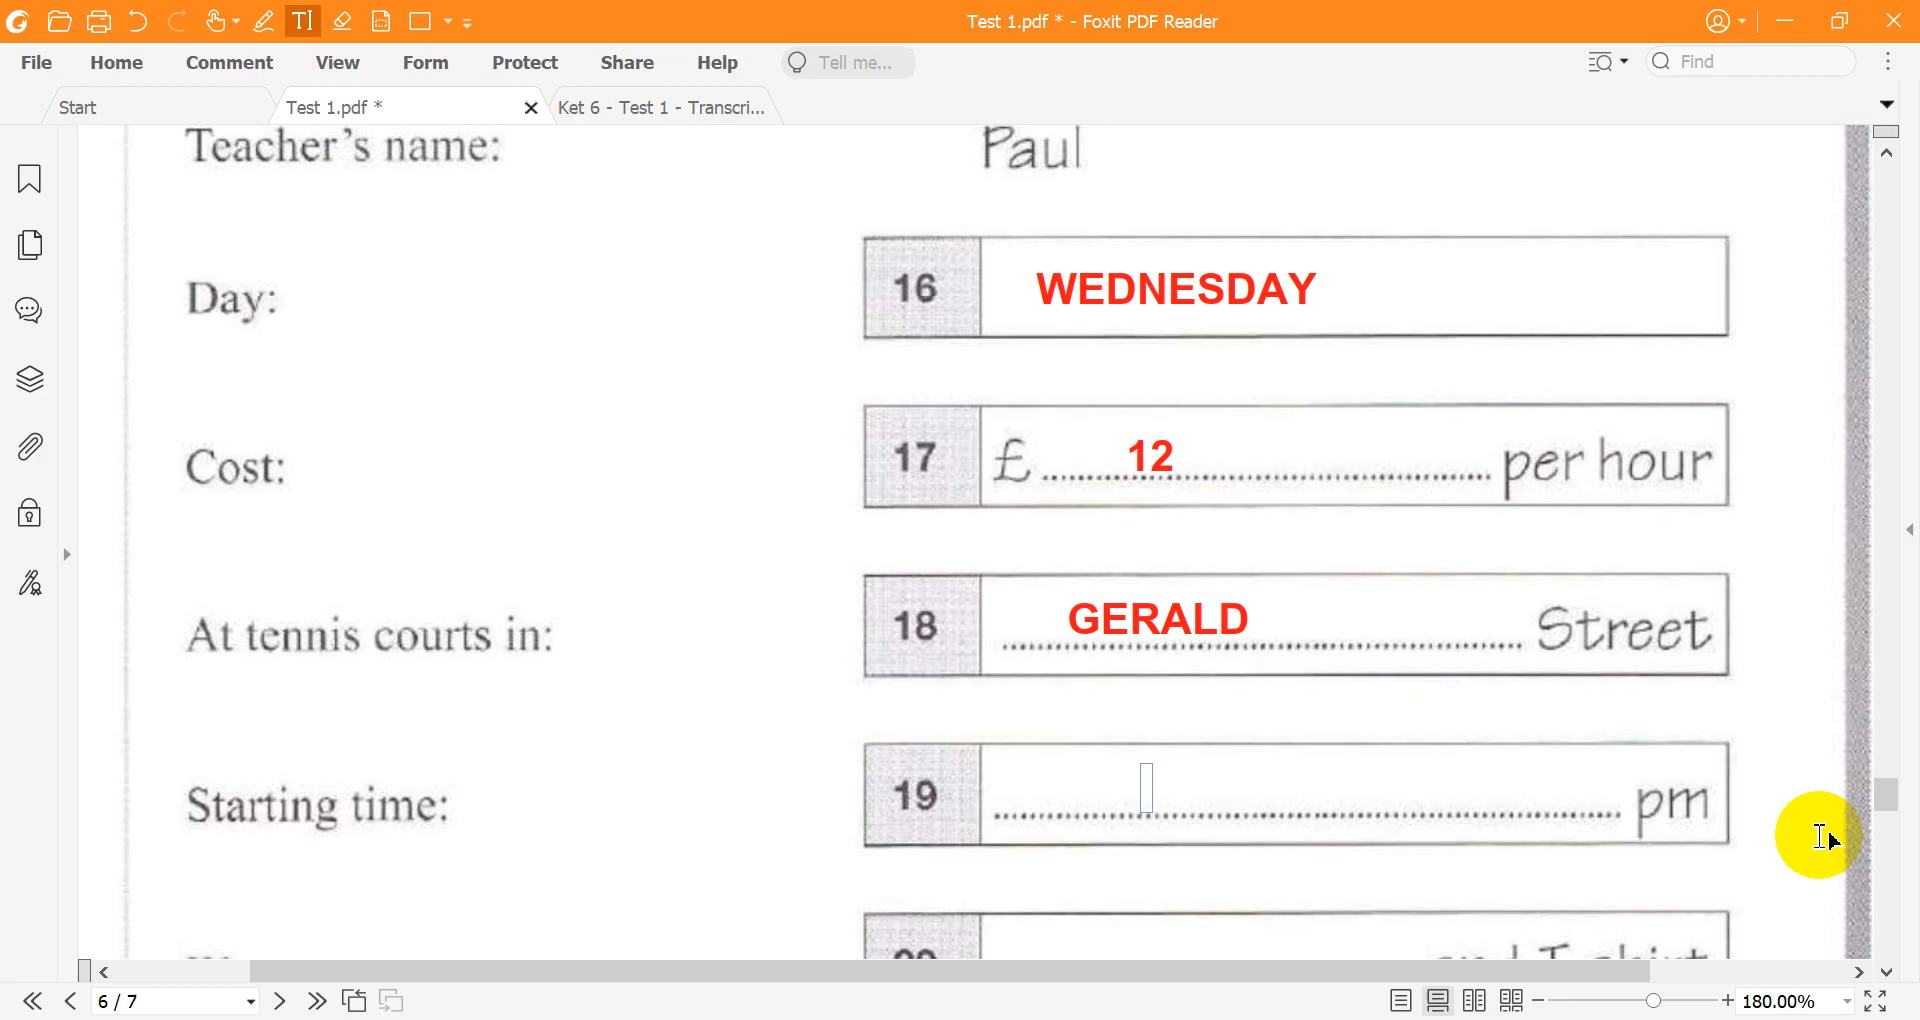 TI
Test 1.pdf * - Foxit PDF Reader
File Home Comment View Form Protect Share Help Tell me... Find
Start Test 1.pdf * Ket 6 - Test 1 - Transcri...
Teacher's name: Paul
Day: 16 WEDNESDAY
Cost: 17 £ 12 per hour
At tennis courts in: 18 GERALD Street
Starting time: 19 pm
6 / 7 180.00%